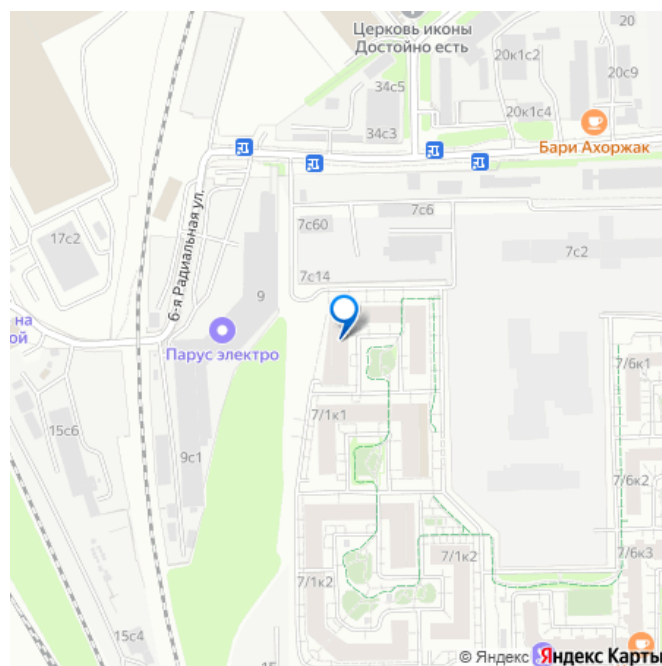 Церковь иконы
Достойно есть
20
20к1с2
20с9
34с5
20к1с4
34с3
Бари Ахоржак
6-я Радиальная ул.
7с6
17с2
7с60
7с2
7с14
9
на
ой
Парус электро
7/6к1
7/1к1
15с6
9с1
7/6к2
7/1к2
7/6к3
7/1к2
15с4
15
© Яндекс
Яндекс Карты